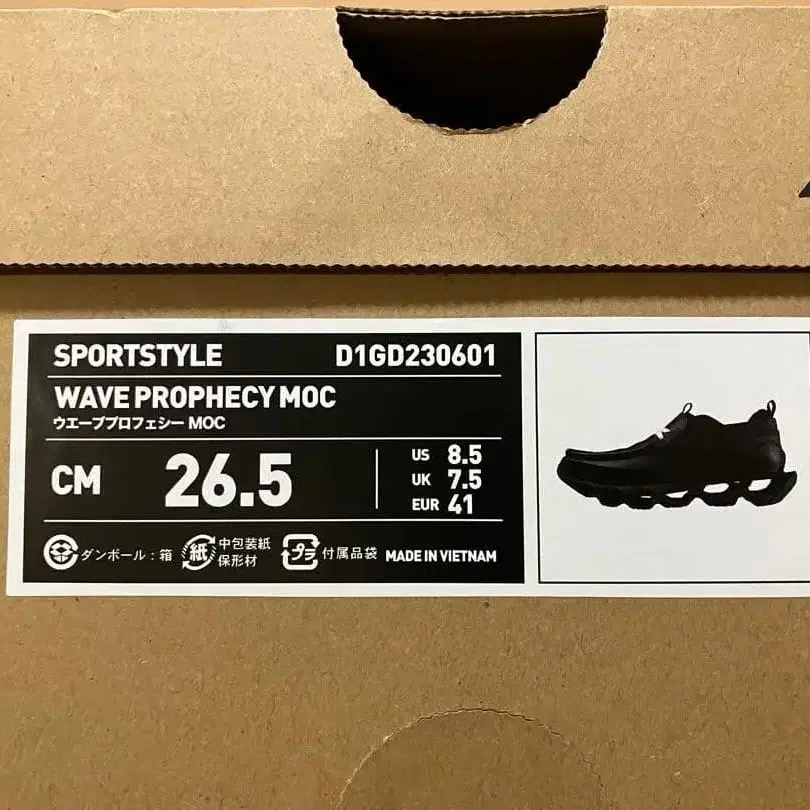 SPORTSTYLE D1GD230601
WAVE PROPHECY MOC
ウエーブプロフェシー MOC
CM 26.5
US 8.5
UK 7.5
EUR 41
ダンボール：箱 紙 中包装紙 保形材 プラ 付属品袋 MADE IN VIETNAM